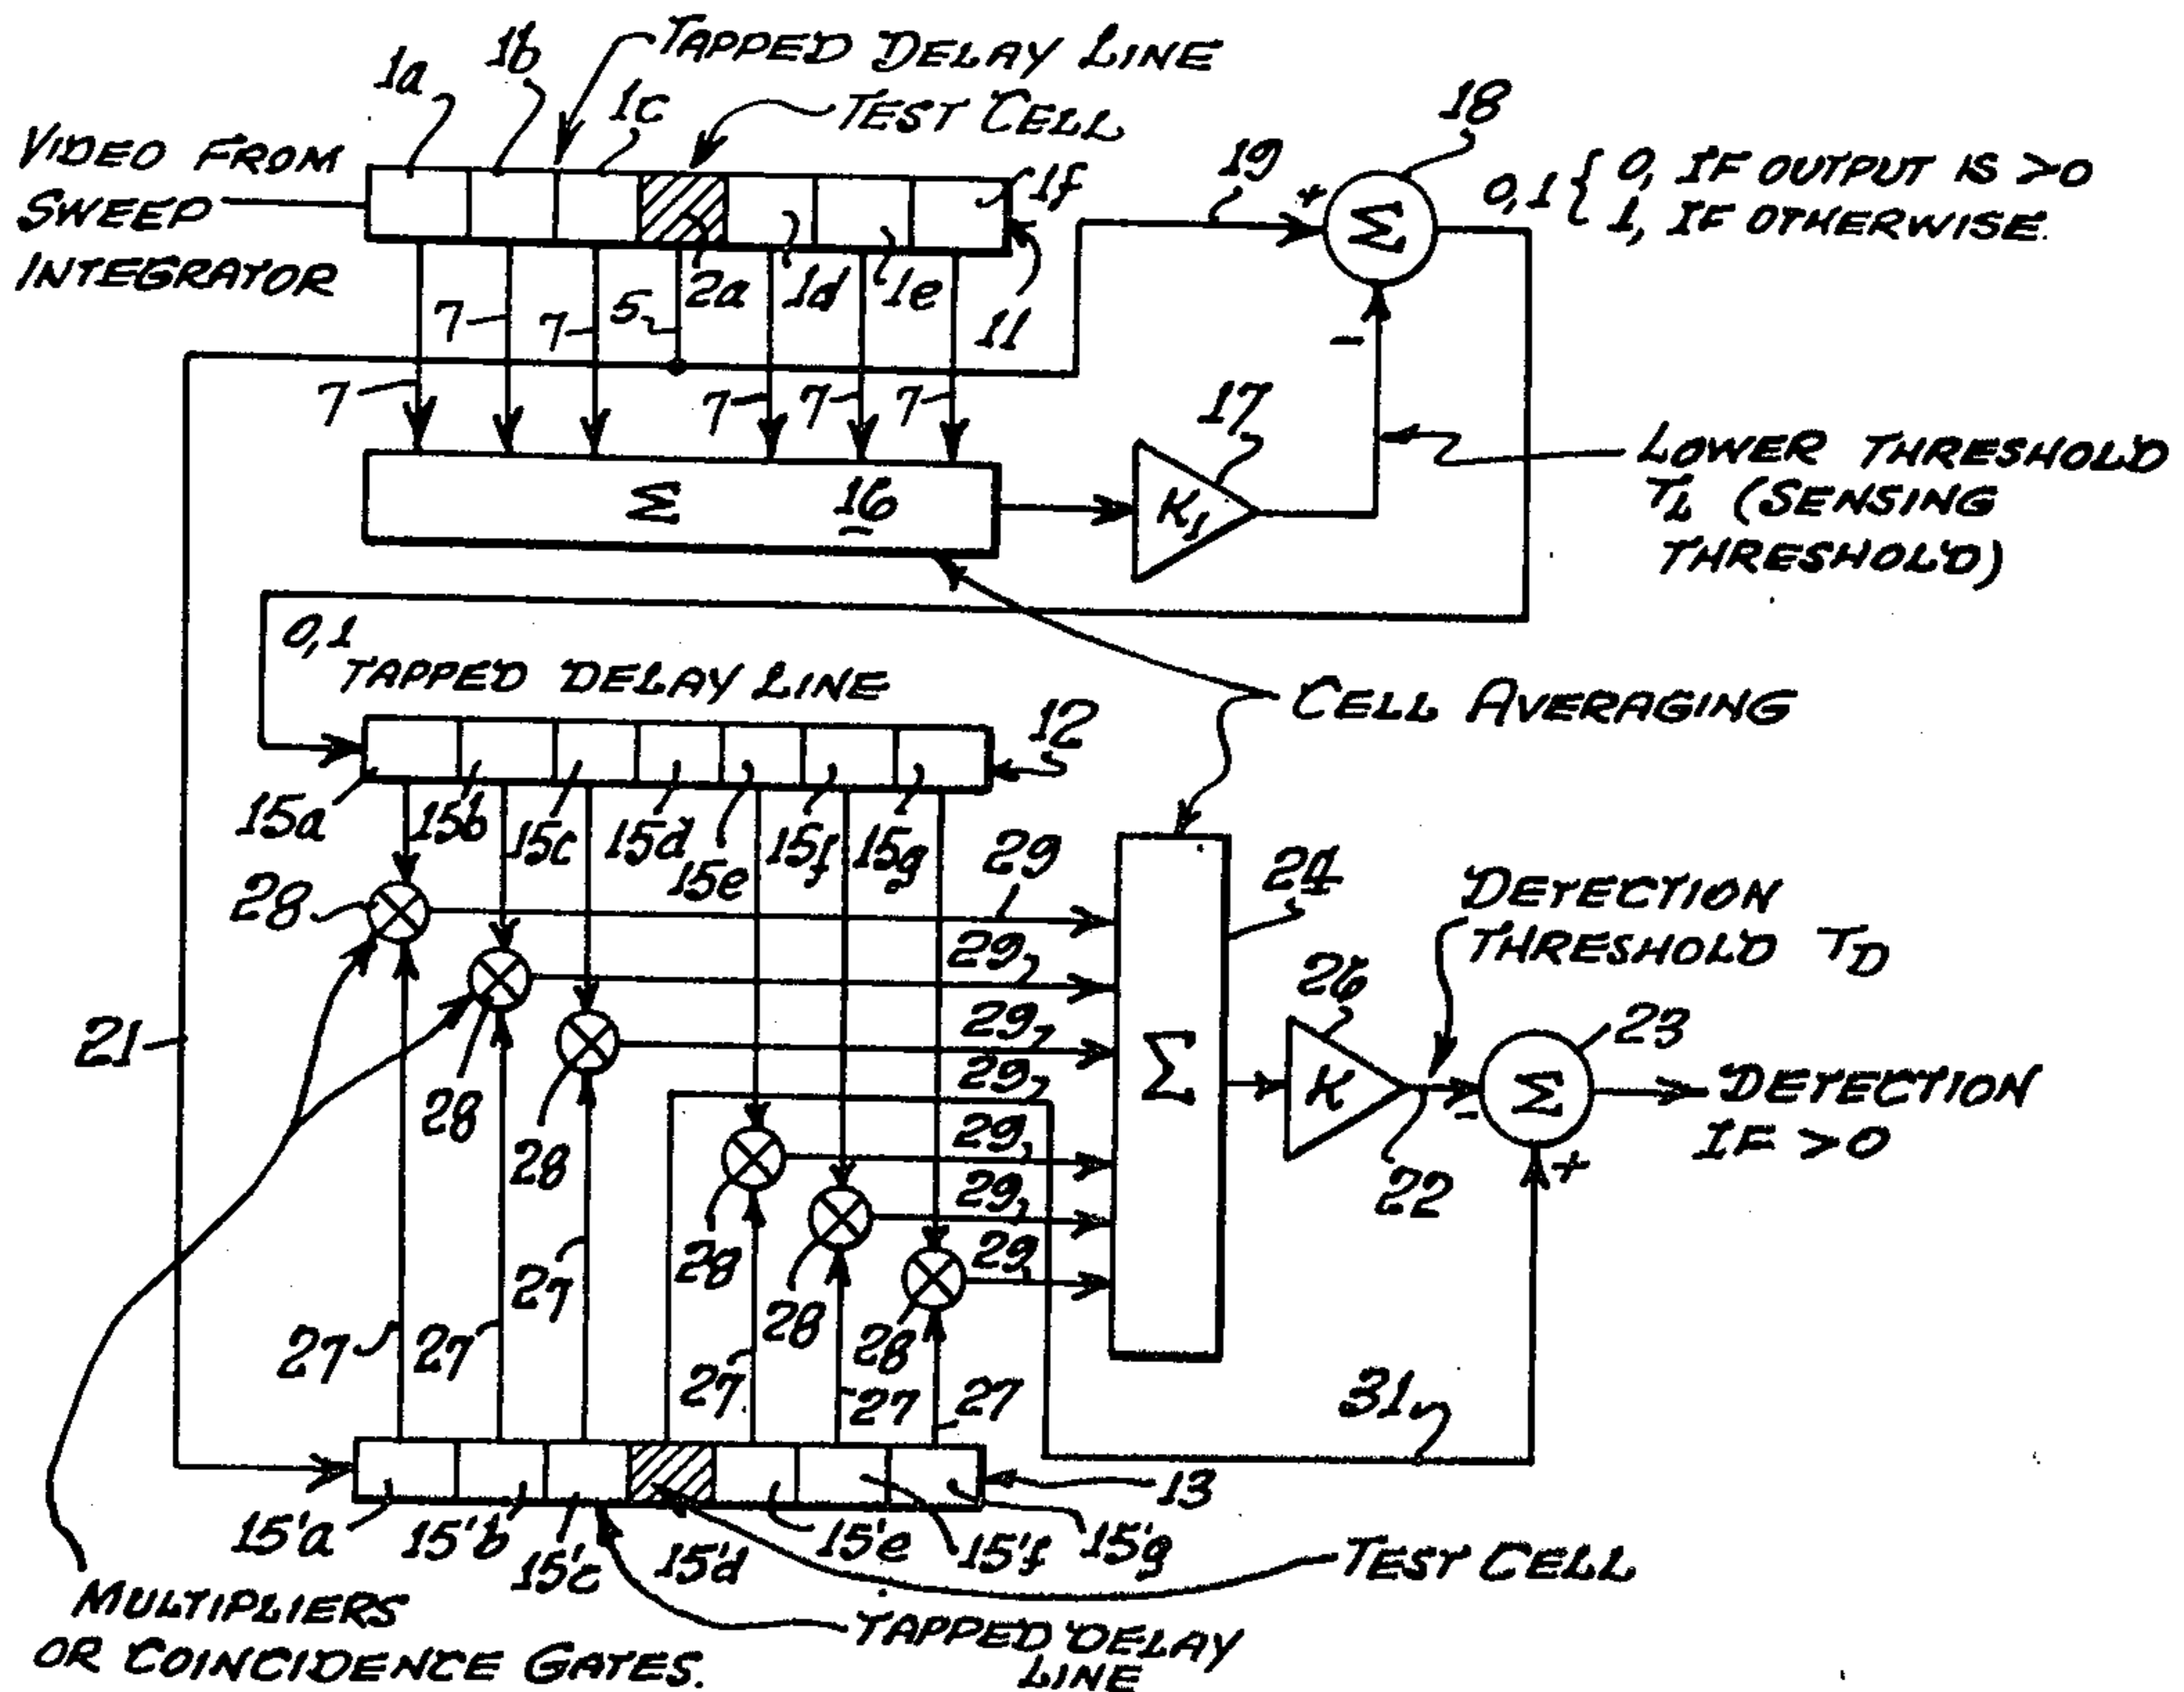 TAPPED DELAY LINE
1a
1b
1c
TEST CELL
VIDEO FROM
SWEEP
INTEGRATOR
1f
18
19
+
Σ
0,1 { 0, IF OUTPUT IS >0
1, IF OTHERWISE.
2a
1d
1e
11
7
7
5
7
7
7
7
−
17
LOWER THRESHOLD
TL (SENSING
THRESHOLD)
Σ 16
K1
0,1
TAPPED DELAY LINE
12
CELL AVERAGING
15a
15b
15c
15d
15e
15f
15g
29
24
DETECTION
THRESHOLD TD
28
29
26
23
29
21
28
29
Σ
K
−
Σ
DETECTION
IF >0
28
29
+
22
29
28
29
27
28
28
27
27
27
27
27
31
13
15'a
15'b
15'c
15'd
15'e
15'f
15'g
TEST CELL
MULTIPLIERS
OR COINCIDENCE GATES.
TAPPED DELAY
LINE